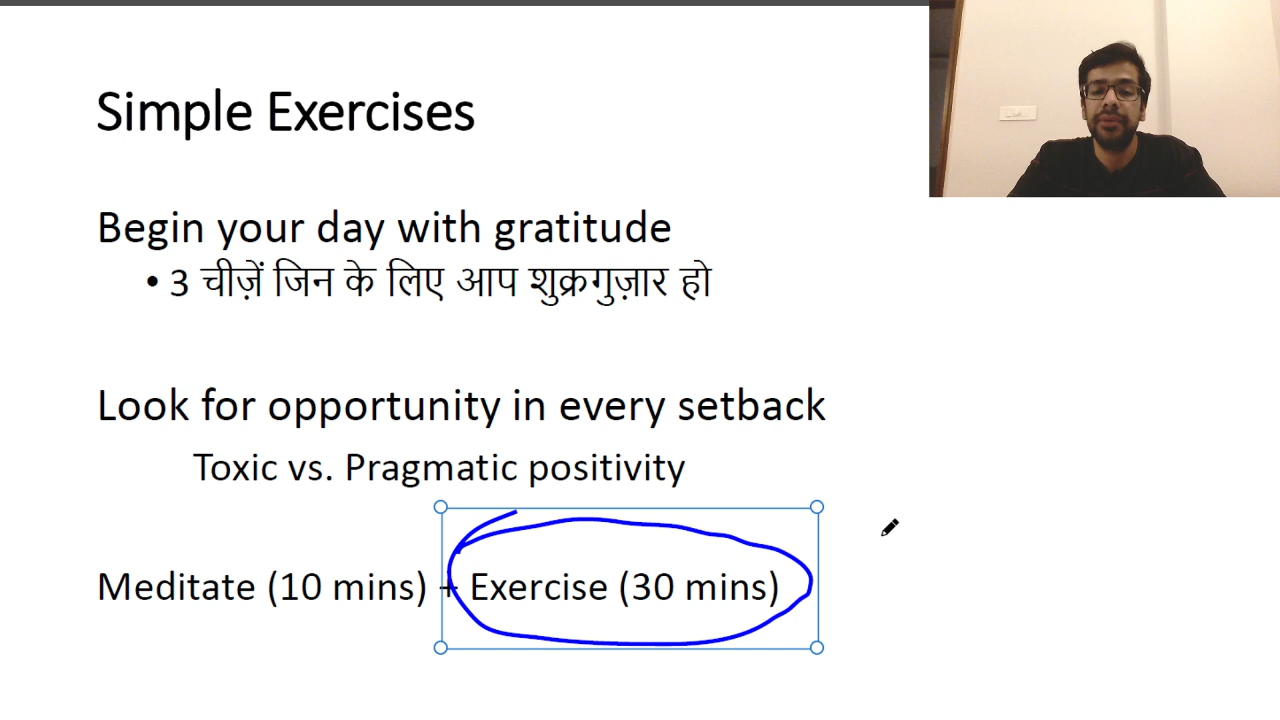 Simple Exercises
Begin your day with gratitude
• 3 चीज़ें जिन के लिए आप शुक्रगुज़ार हो
Look for opportunity in every setback
Toxic vs. Pragmatic positivity
Meditate (10 mins) + Exercise (30 mins)